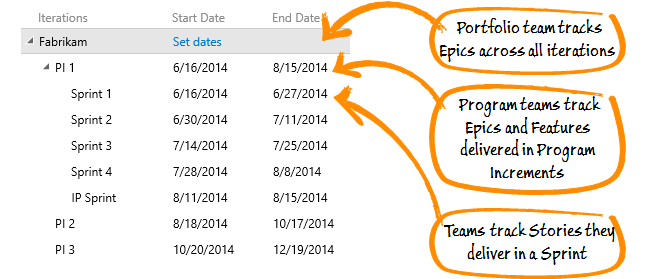 Iterations Start Date End Date
Fabrikam Set dates
PI 1 6/16/2014 8/15/2014
Sprint 1 6/16/2014 6/27/2014
Sprint 2 6/30/2014 7/11/2014
Sprint 3 7/14/2014 7/25/2014
Sprint 4 7/28/2014 8/8/2014
IP Sprint 8/11/2014 8/15/2014
PI 2 8/18/2014 10/17/2014
PI 3 10/20/2014 12/19/2014
Portfolio team tracks
Epics across all iterations
Program teams track
Epics and Features
delivered in Program
Increments
Teams track Stories they
deliver in a Sprint